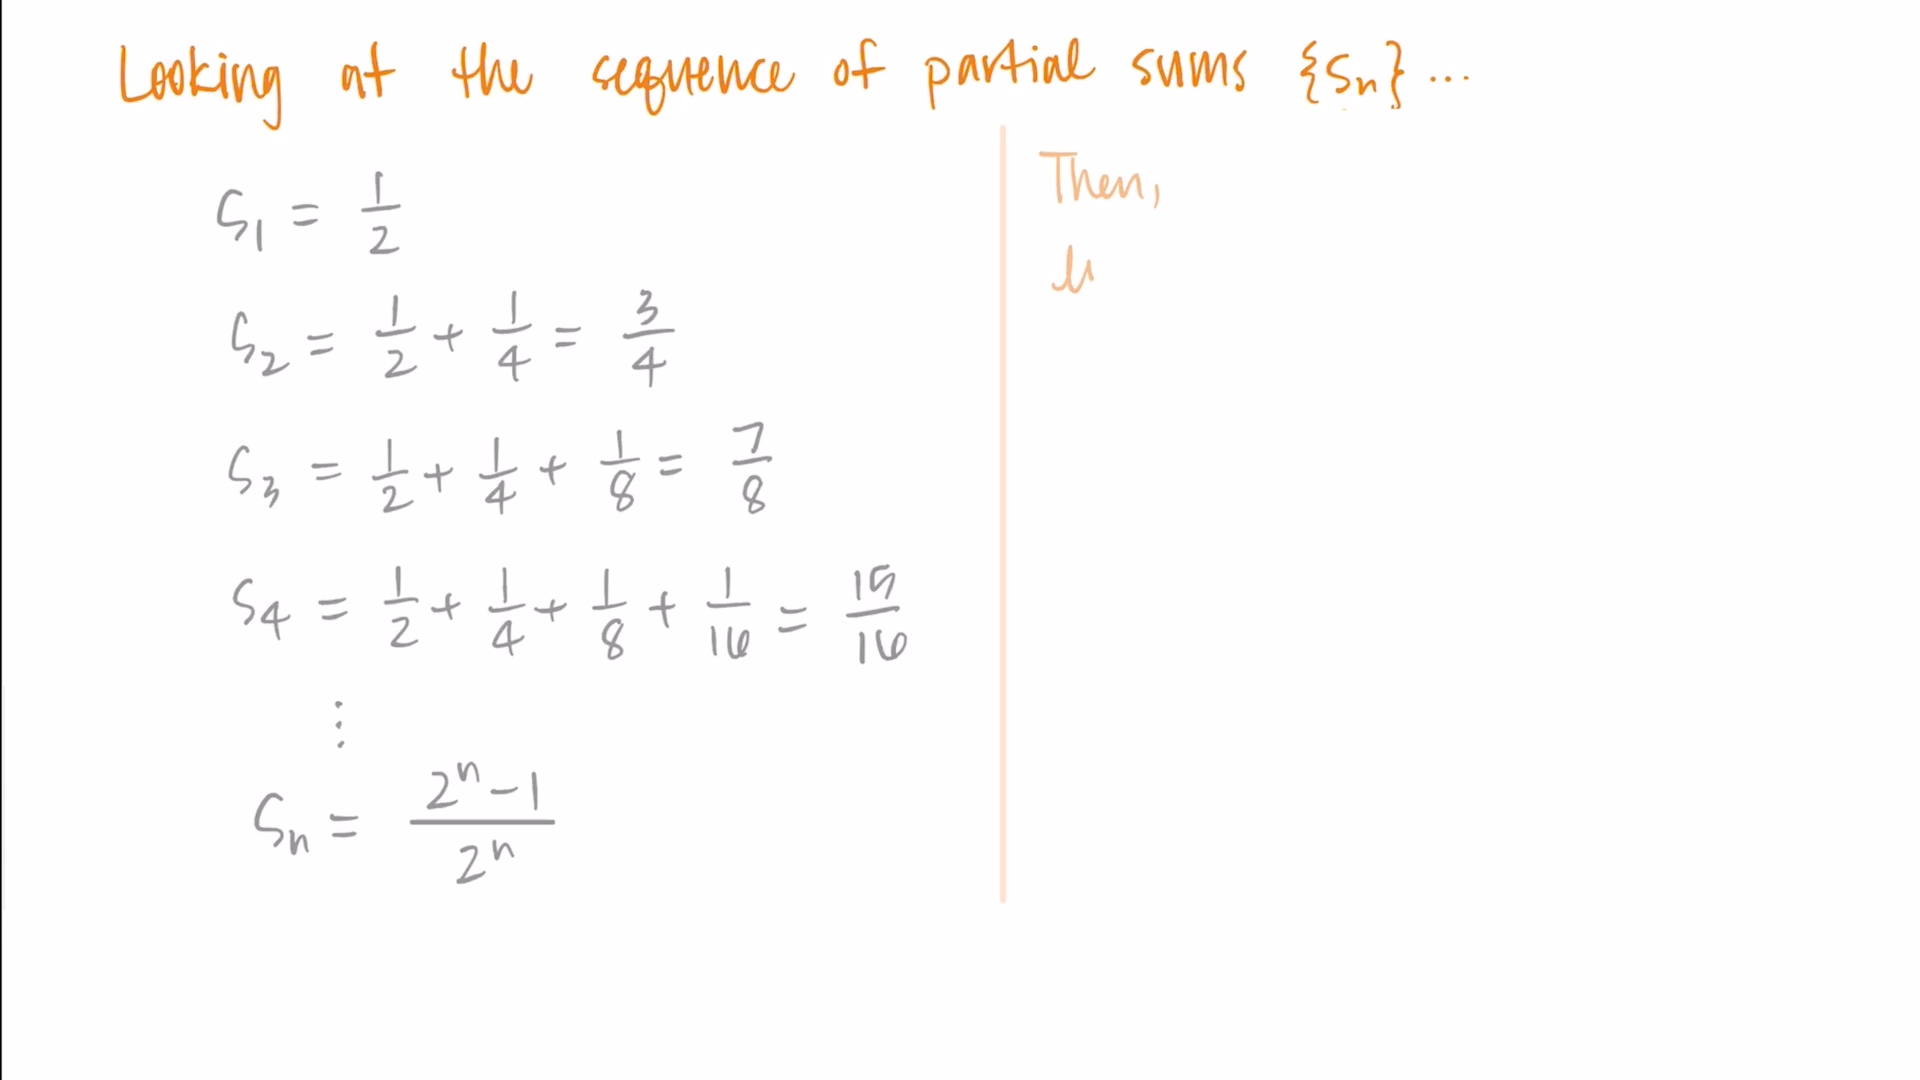 Looking at the sequence of partial sums {Sn} ...
S₁ = 1/2
S₂ = 1/2 + 1/4 = 3/4
S₃ = 1/2 + 1/4 + 1/8 = 7/8
S₄ = 1/2 + 1/4 + 1/8 + 1/16 = 15/16
⋮
Sₙ = (2ⁿ - 1)/2ⁿ
Then,